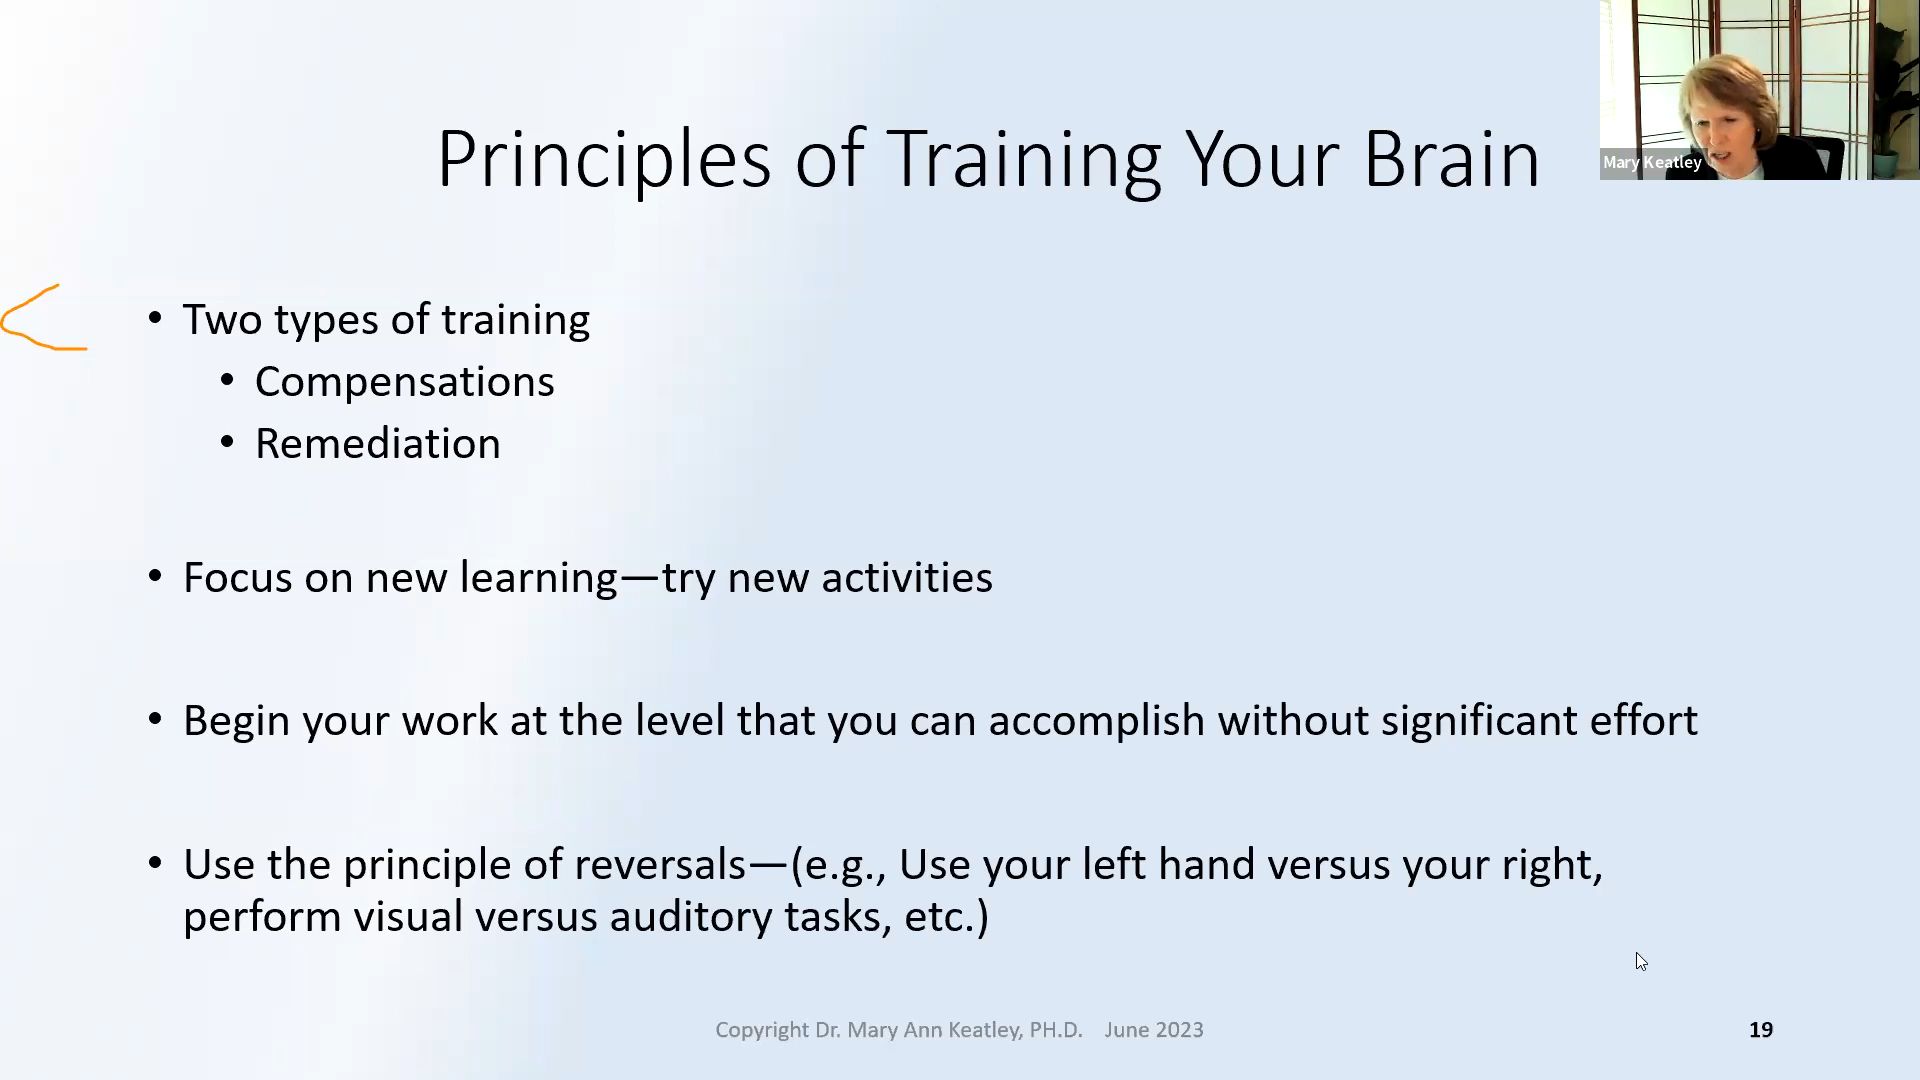 Principles of Training Your Brain
Mary Keatley
• Two types of training
• Compensations
• Remediation
• Focus on new learning—try new activities
• Begin your work at the level that you can accomplish without significant effort
• Use the principle of reversals—(e.g., Use your left hand versus your right,
perform visual versus auditory tasks, etc.)
Copyright Dr. Mary Ann Keatley, PH.D. June 2023
19